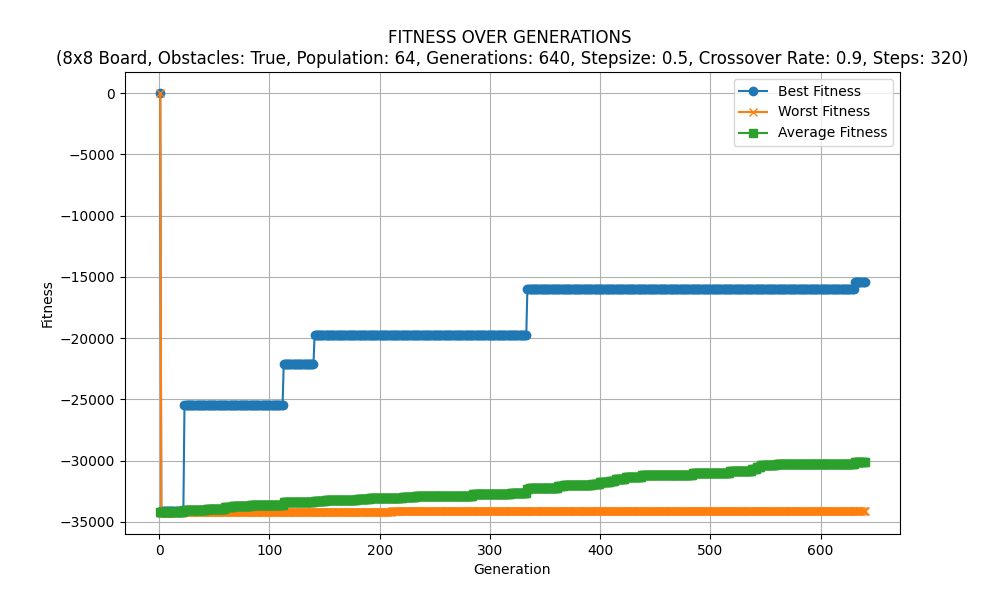 FITNESS OVER GENERATIONS
(8x8 Board, Obstacles: True, Population: 64, Generations: 640, Stepsize: 0.5, Crossover Rate: 0.9, Steps: 320)
Best Fitness
Worst Fitness
Average Fitness
Fitness
0
−5000
−10000
−15000
−20000
−25000
−30000
−35000
0 100 200 300 400 500 600
Generation